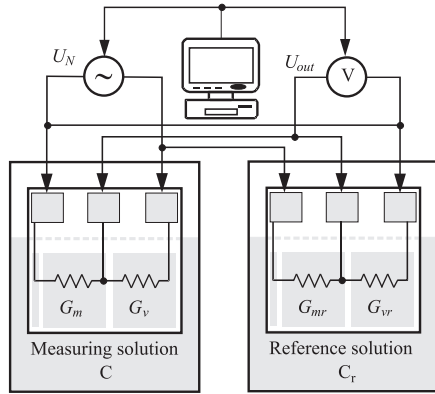 U_N
~
U_out
V
G_m
G_v
G_mr
G_vr
Measuring solution
C
Reference solution
C_r